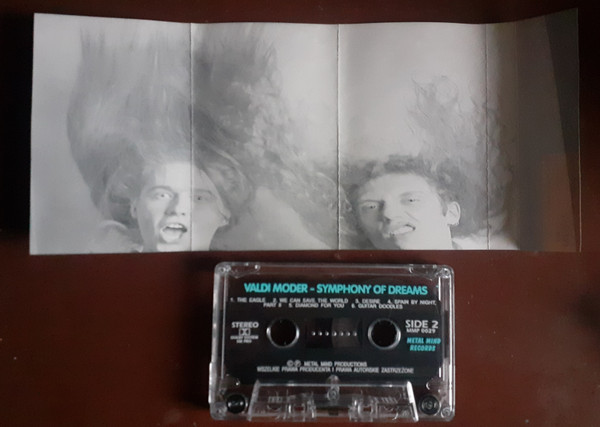 VALDI MODER - SYMPHONY OF DREAMS
1. THE EAGLE 2. WE CAN SAVE THE WORLD 3. DESIRE 4. SPAIN BY NIGHT,
PART II 5. DIAMOND FOR YOU 6. GUITAR DOODLES
STEREO
SIDE 2
MMP 0029
METAL MIND
RECORDS
© ℗ METAL MIND PRODUCTIONS
WSZELKIE PRAWA PRODUCENTA I PRAWA AUTORSKIE ZASTRZEŻONE